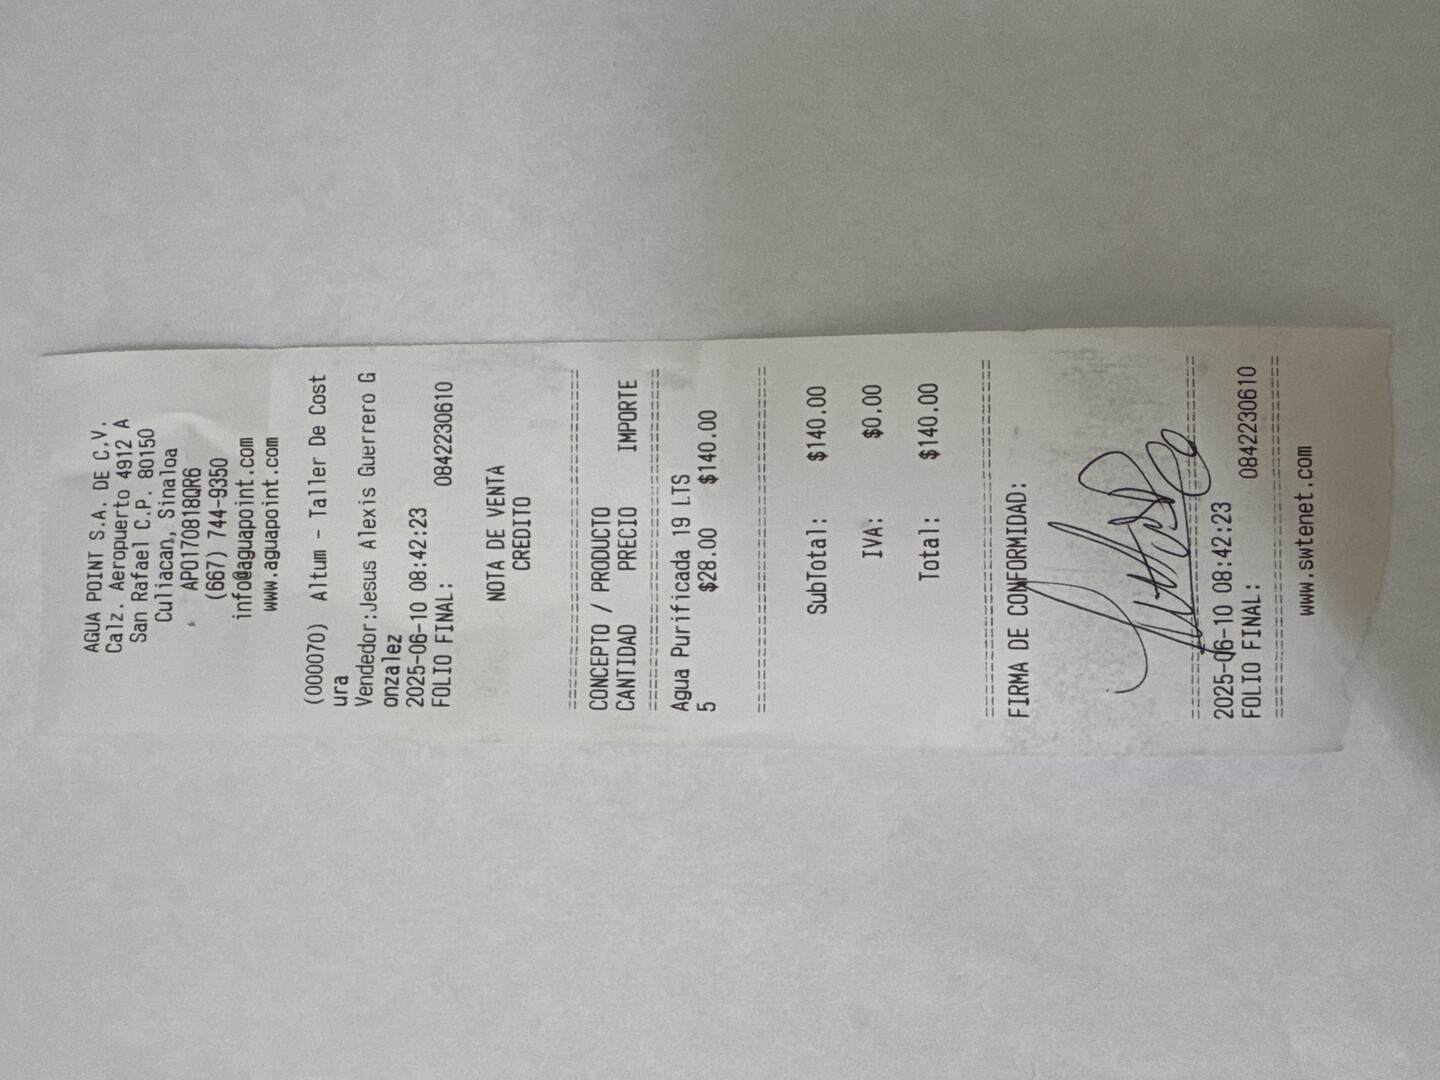 AGUA POINT S.A. DE C.V.
Calz. Aeropuerto 4912 A
San Rafael C.P. 80150
Culiacan, Sinaloa
APO170818QR6
(667) 744-9350
info@aguapoint.com
www.aguapoint.com
(000070) Altum - Taller De Cost
ura
Vendedor:Jesus Alexis Guerrero G
onzalez
2025-06-10 08:42:23
FOLIO FINAL: 0842230610
NOTA DE VENTA
CREDITO
================================
CONCEPTO / PRODUCTO
CANTIDAD PRECIO IMPORTE
================================
Agua Purificada 19 LTS
5 $28.00 $140.00
================================
SubTotal: $140.00
IVA: $0.00
Total: $140.00
================================
FIRMA DE CONFORMIDAD:
================================
2025-06-10 08:42:23
FOLIO FINAL: 0842230610
================================
www.swtenet.com